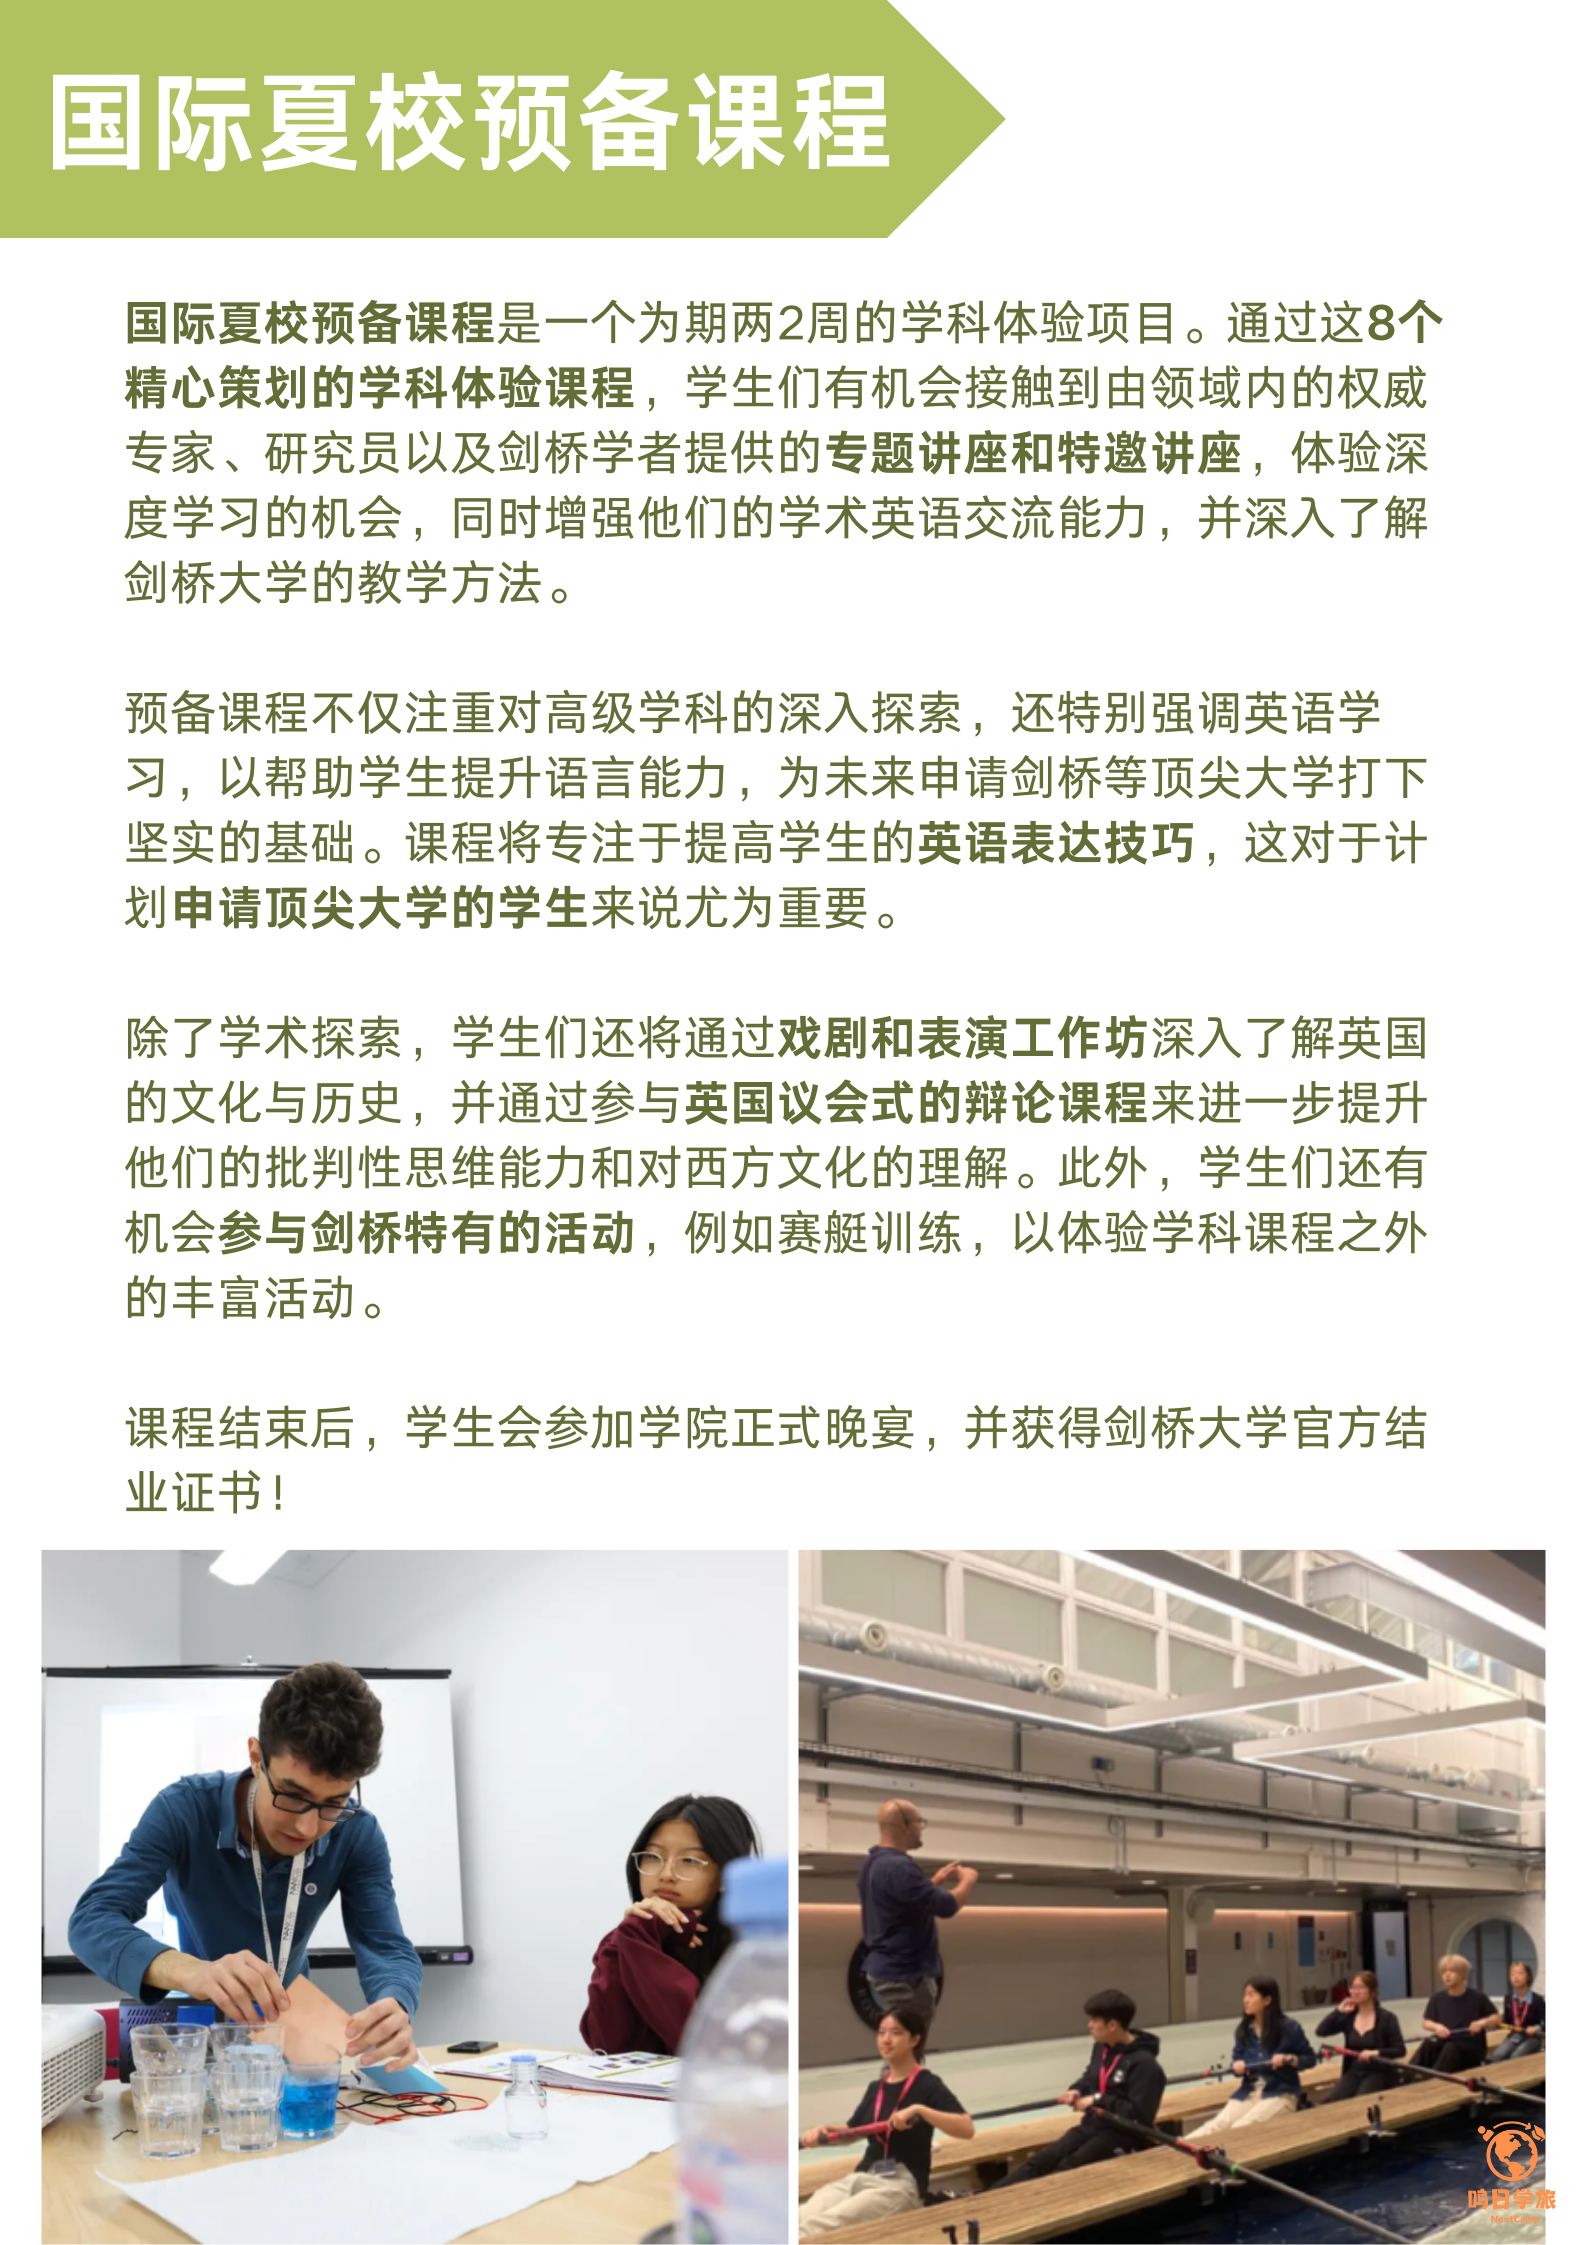 国际夏校预备课程
国际夏校预备课程是一个为期两2周的学科体验项目。通过这8个
精心策划的学科体验课程，学生们有机会接触到由领域内的权威
专家、研究员以及剑桥学者提供的专题讲座和特邀讲座，体验深
度学习的机会，同时增强他们的学术英语交流能力，并深入了解
剑桥大学的教学方法。
预备课程不仅注重对高级学科的深入探索，还特别强调英语学
习，以帮助学生提升语言能力，为未来申请剑桥等顶尖大学打下
坚实的基础。课程将专注于提高学生的英语表达技巧，这对于计
划申请顶尖大学的学生来说尤为重要。
除了学术探索，学生们还将通过戏剧和表演工作坊深入了解英国
的文化与历史，并通过参与英国议会式的辩论课程来进一步提升
他们的批判性思维能力和对西方文化的理解。此外，学生们还有
机会参与剑桥特有的活动，例如赛艇训练，以体验学科课程之外
的丰富活动。
课程结束后，学生会参加学院正式晚宴，并获得剑桥大学官方结
业证书！
鸣日学旅